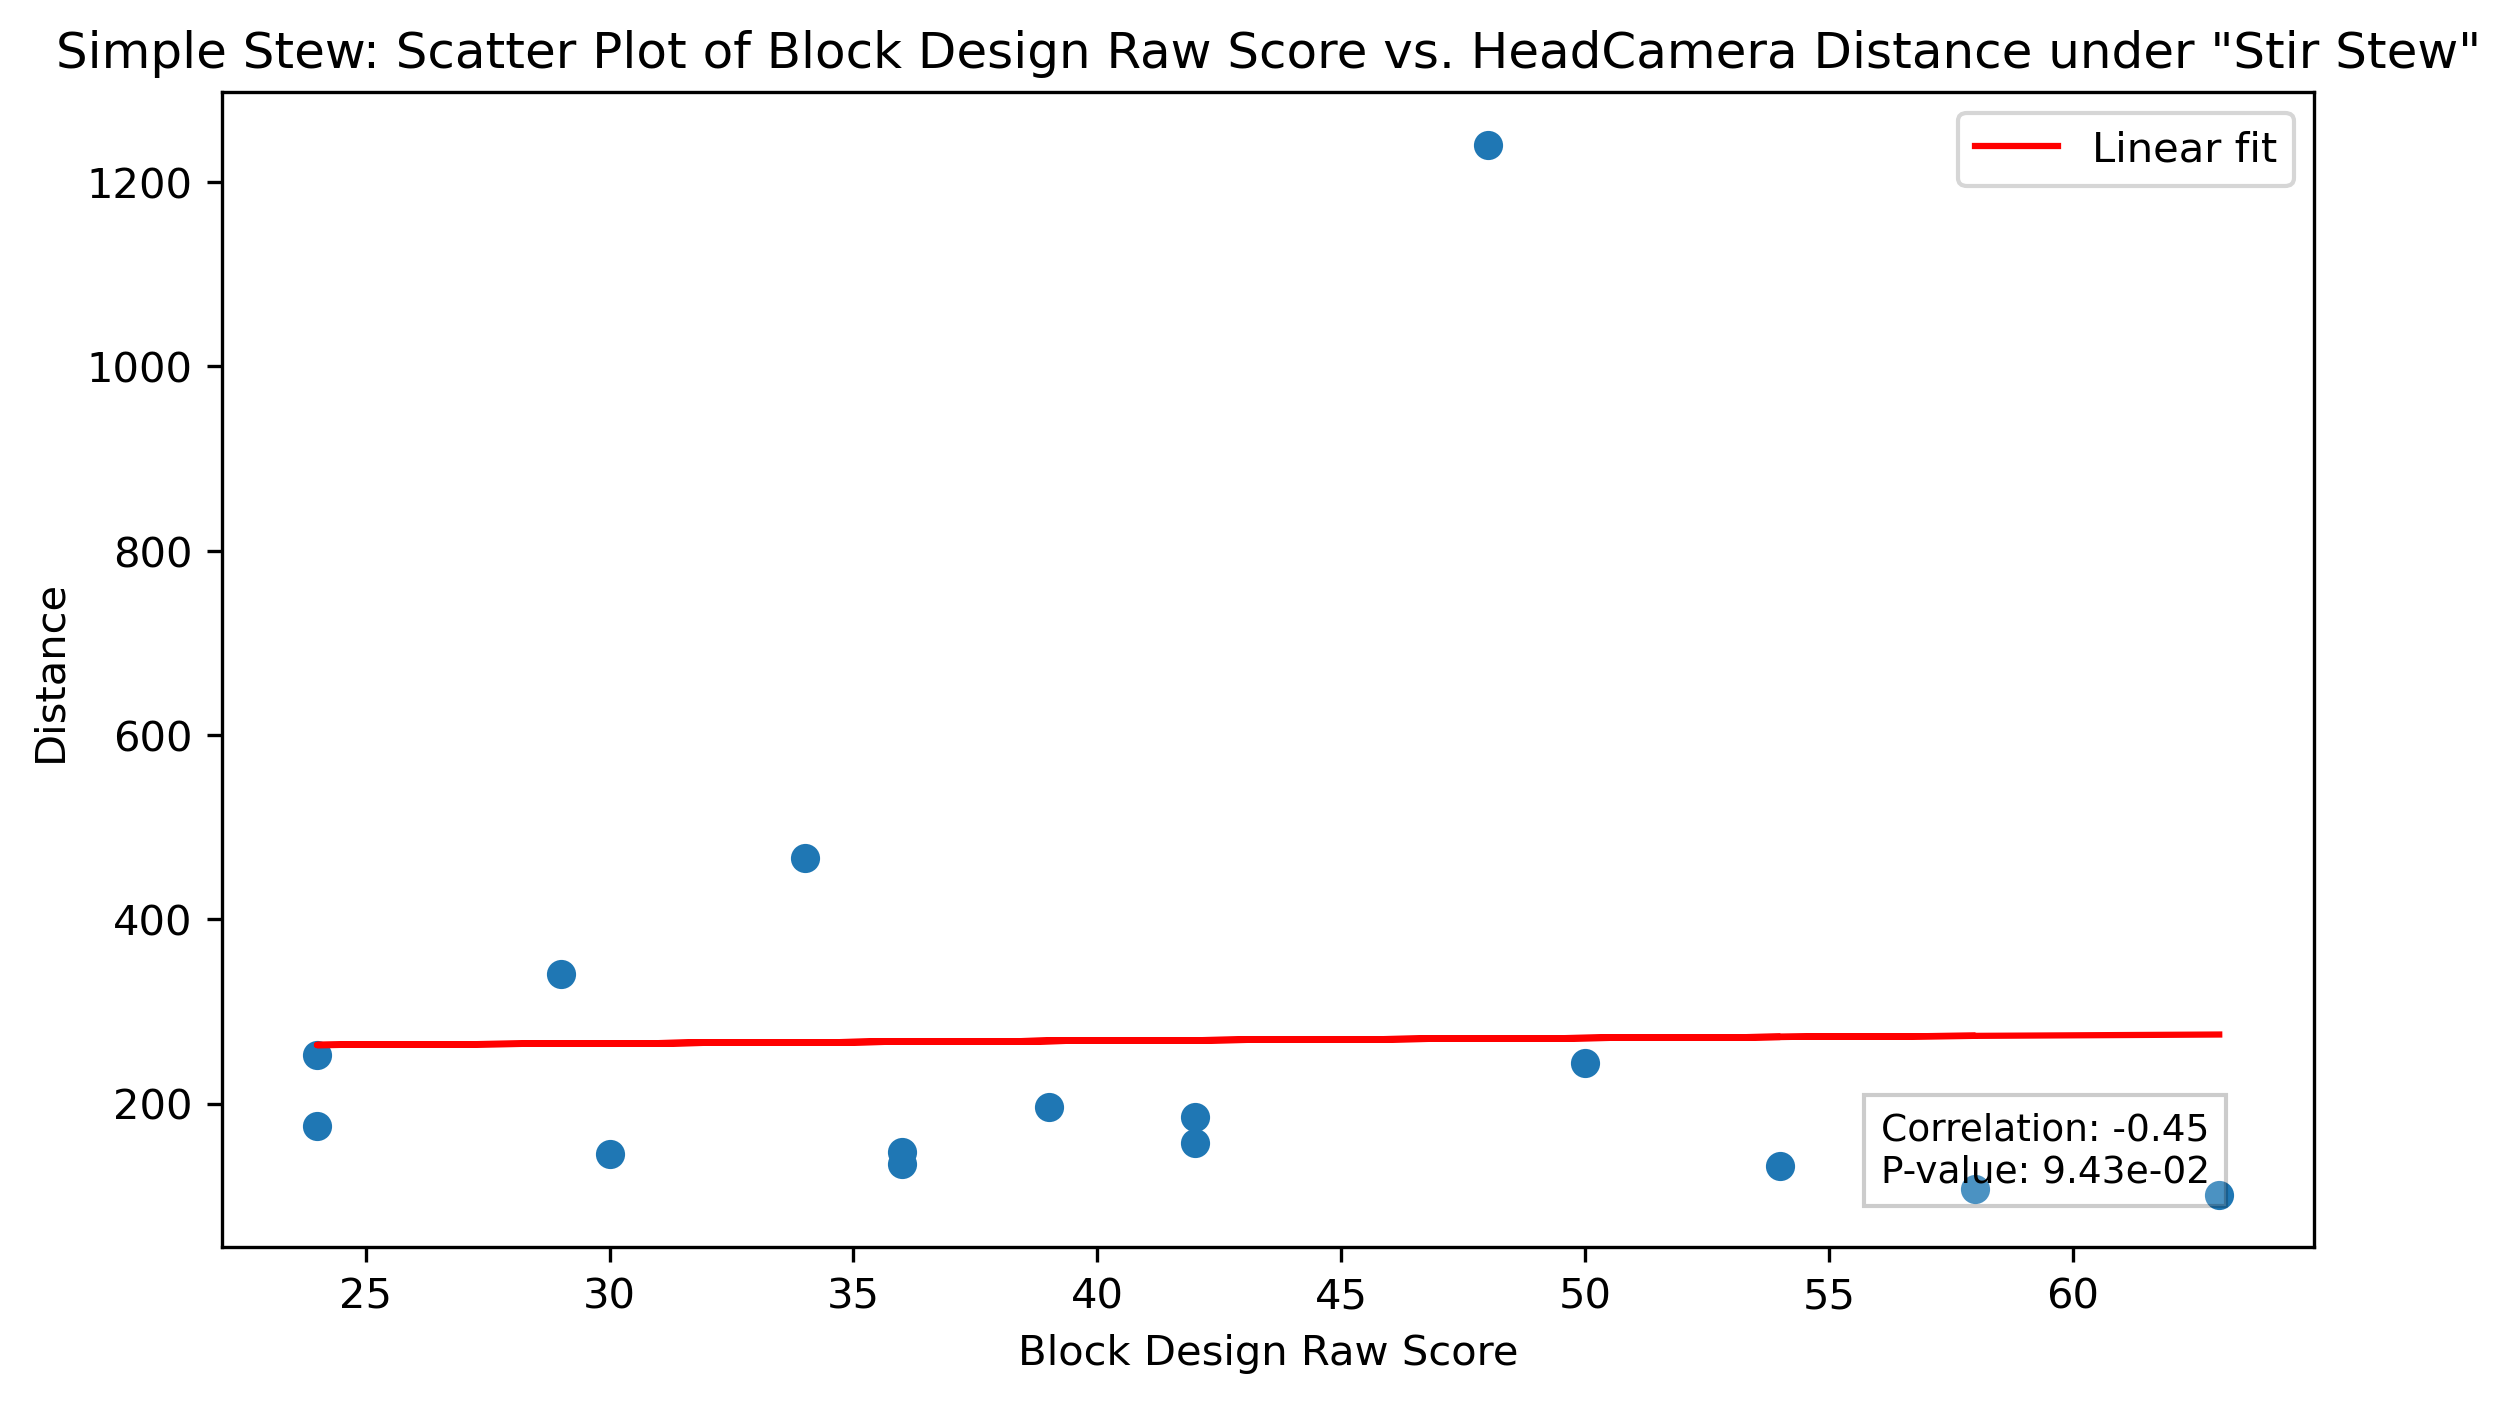 Simple Stew: Scatter Plot of Block Design Raw Score vs. HeadCamera Distance under "Stir Stew"
Linear fit
1200
1000
800
600
400
200
Distance
Correlation: -0.45
P-value: 9.43e-02
25 30 35 40 45 50 55 60
Block Design Raw Score